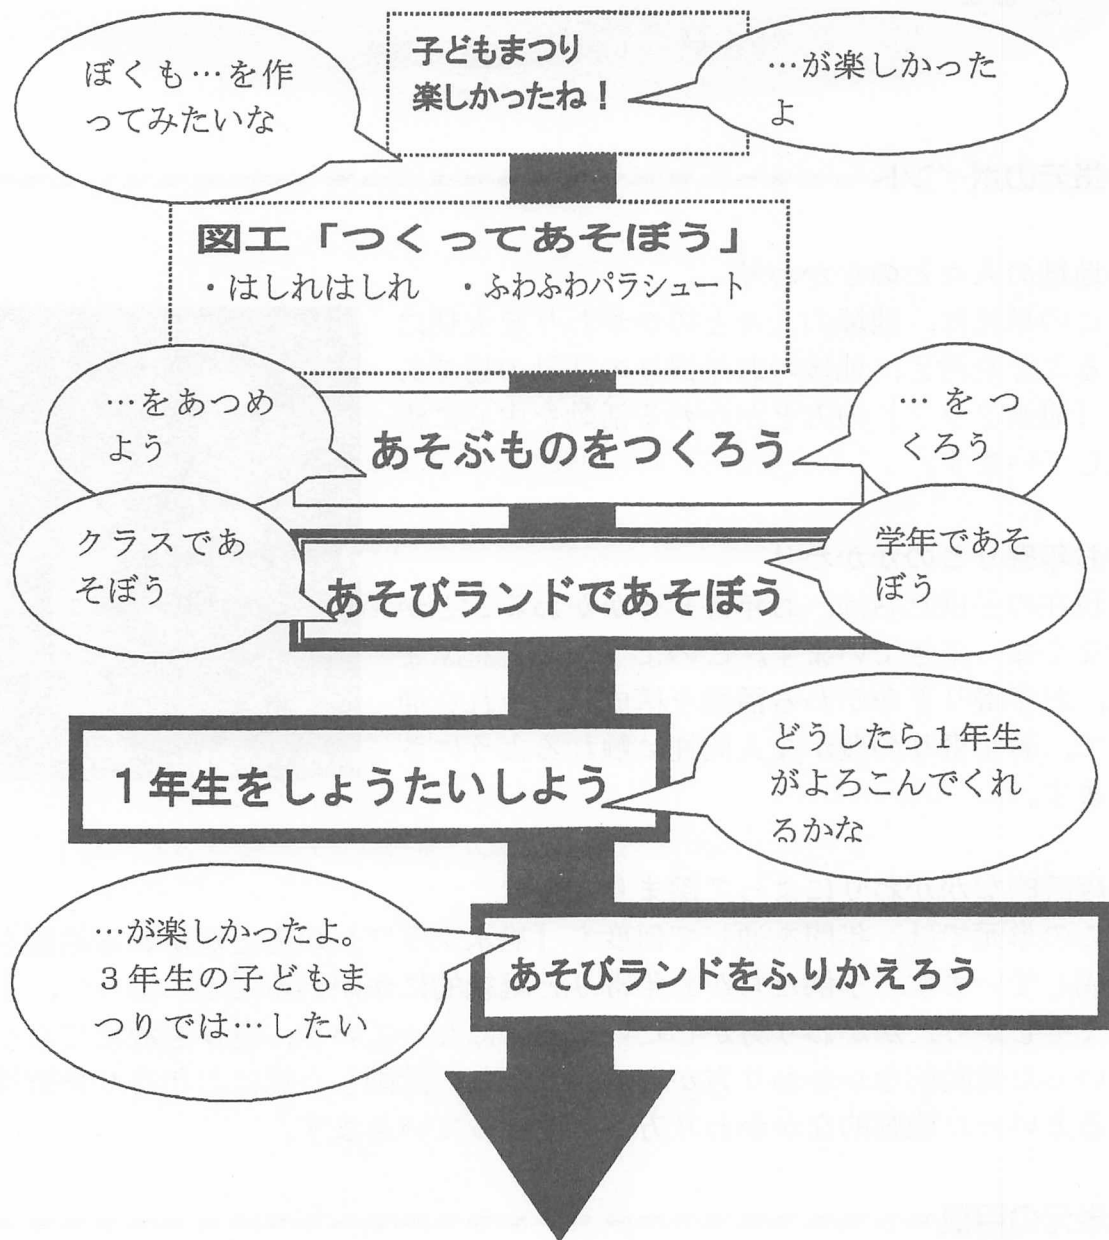 子どもまつり
楽しかったね！
ぼくも…を作
ってみたいな
…が楽しかった
よ
図工「つくってあそぼう」
・はしれはしれ　・ふわふわパラシュート
…をあつめ
よう
あそぶものをつくろう
…をつ
くろう
クラスであ
そぼう
あそびランドであそぼう
学年であそ
ぼう
１年生をしょうたいしよう
どうしたら１年生
がよろこんでくれ
るかな
…が楽しかったよ。
３年生の子どもま
つりでは…したい
あそびランドをふりかえろう